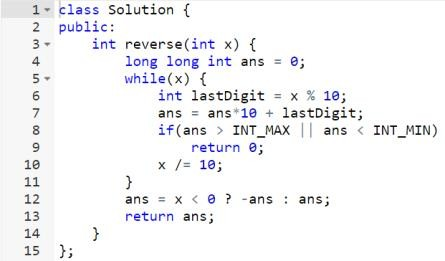 1 class Solution {
2 public:
3     int reverse(int x) {
4         long long int ans = 0;
5         while(x) {
6             int lastDigit = x % 10;
7             ans = ans*10 + lastDigit;
8             if(ans > INT_MAX || ans < INT_MIN)
9                 return 0;
10             x /= 10;
11         }
12         ans = x < 0 ? -ans : ans;
13         return ans;
14     }
15 };